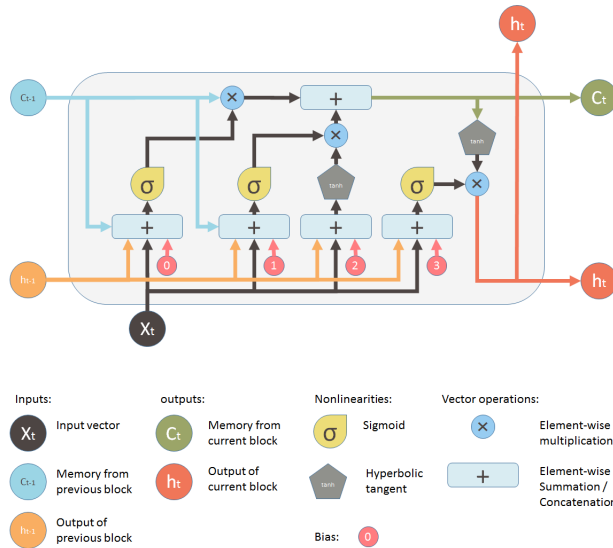 ht
Ct-1
×
+
Ct
×
tanh
σ
σ
tanh
σ
×
+
+
+
+
ht-1
0
1
2
3
ht
Xt
Inputs:
outputs:
Nonlinearities:
Vector operations:
Xt
Input vector
Ct
Memory from
current block
σ
Sigmoid
×
Element-wise
multiplication
Ct-1
Memory from
previous block
ht
Output of
current block
tanh
Hyperbolic
tangent
+
Element-wise
Summation /
Concatenation
ht-1
Output of
previous block
Bias:
0